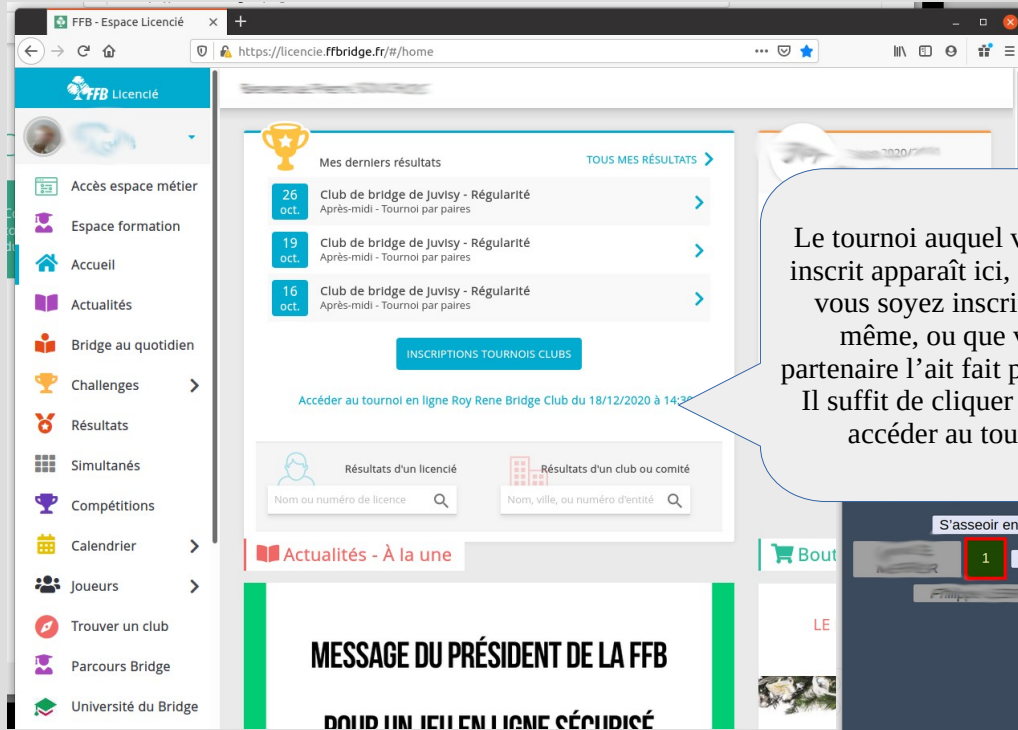 FFB - Espace Licencié
https://licencie.ffbridge.fr/#/home
FFB Licencié
Accès espace métier
Espace formation
Accueil
Actualités
Bridge au quotidien
Challenges
Résultats
Simultanés
Compétitions
Calendrier
Joueurs
Trouver un club
Parcours Bridge
Université du Bridge
Mes derniers résultats
TOUS MES RÉSULTATS
26 oct.
Club de bridge de Juvisy - Régularité
Après-midi - Tournoi par paires
19 oct.
Club de bridge de Juvisy - Régularité
Après-midi - Tournoi par paires
16 oct.
Club de bridge de Juvisy - Régularité
Après-midi - Tournoi par paires
INSCRIPTIONS TOURNOIS CLUBS
Accéder au tournoi en ligne Roy Rene Bridge Club du 18/12/2020 à 14:30
Résultats d'un licencié
Nom ou numéro de licence
Résultats d'un club ou comité
Nom, ville, ou numéro d'entité
Actualités - À la une
MESSAGE DU PRÉSIDENT DE LA FFB
POUR UN JEU EN LIGNE SÉCURISÉ
Le tournoi auquel v
inscrit apparaît ici,
vous soyez inscri
même, ou que v
partenaire l'ait fait p
Il suffit de cliquer
accéder au tou
Bout
LE
S'asseoir en
1